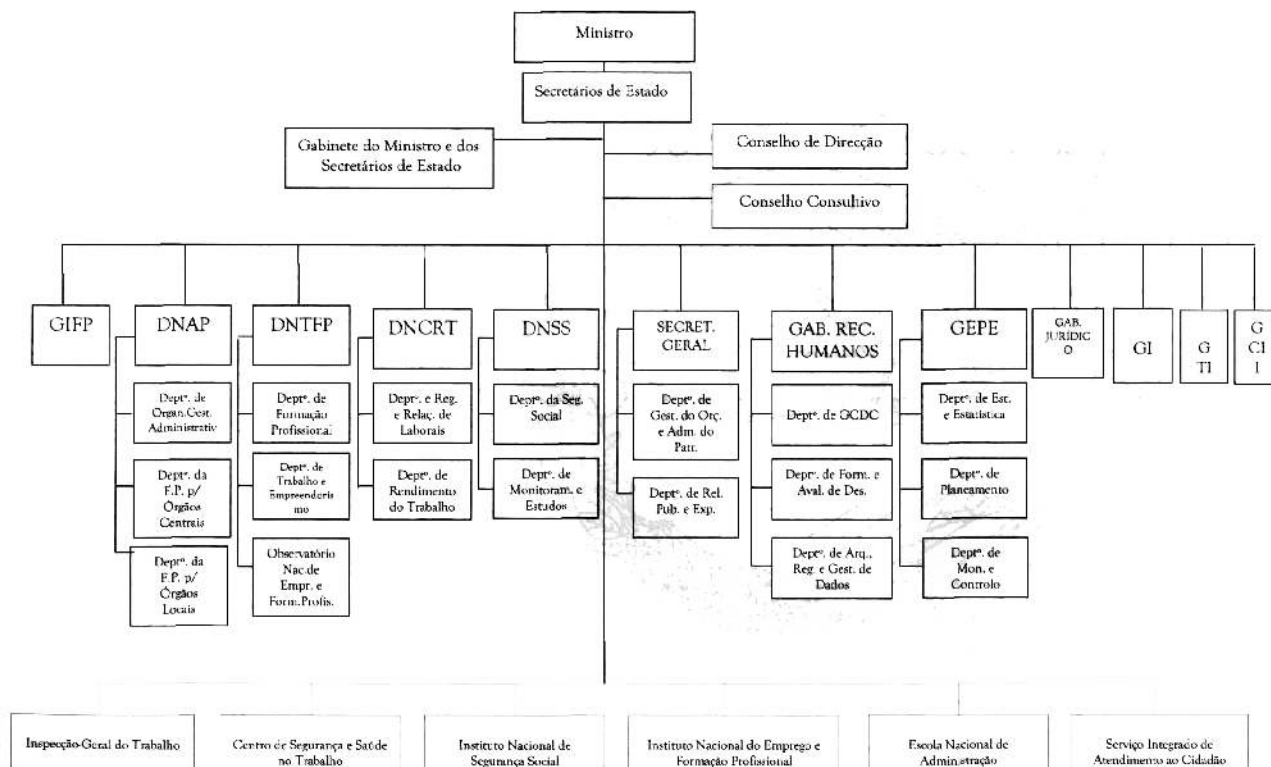 Ministro
Secretários de Estado
Gabinete do Ministro e dos
Secretários de Estado
Conselho de Direcção
Conselho Consultivo
GIFP
DNAP
DNTFP
DNCRT
DNSS
SECRET.
GERAL
GAB. REC.
HUMANOS
GEPE
GAB.
JURÍDIC
O
GI
G
TI
G
CI
I
Deptº. de
Organ.Gest.
Administrativ
Deptº. da
F.P. p/
Órgãos
Centrais
Deptº. da
F.P. p/
Órgãos
Locais
Deptº. de
Formação
Profissional
Deptº. de
Trabalho e
Empreendoris
mo
Observatório
Nac.de
Empr. e
Form.Profis.
Deptº. e Reg.
e Relaç. de
Laborais
Deptº. de
Rendimento
do Trabalho
Deptº. da Seg.
Social
Deptº. de
Monitoram. e
Estudos
Deptº. de
Gest. do Orç.
e Adm. do
Patr.
Deptº. de Rel.
Pub. e Exp.
Deptº. de GCDC
Deptº. de Form. e
Aval. de Des.
Deptº. de Arq.,
Reg. e Gest. de
Dados
Deptº. de Est.
e Estatística
Deptº. de
Planeamento
Deptº. de
Mon. e
Controlo
Inspecção-Geral do Trabalho
Centro de Segurança e Saúde
no Trabalho
Instituto Nacional de
Segurança Social
Instituto Nacional do Emprego e
Formação Profissional
Escola Nacional de
Administração
Serviço Integrado de
Atendimento ao Cidadão